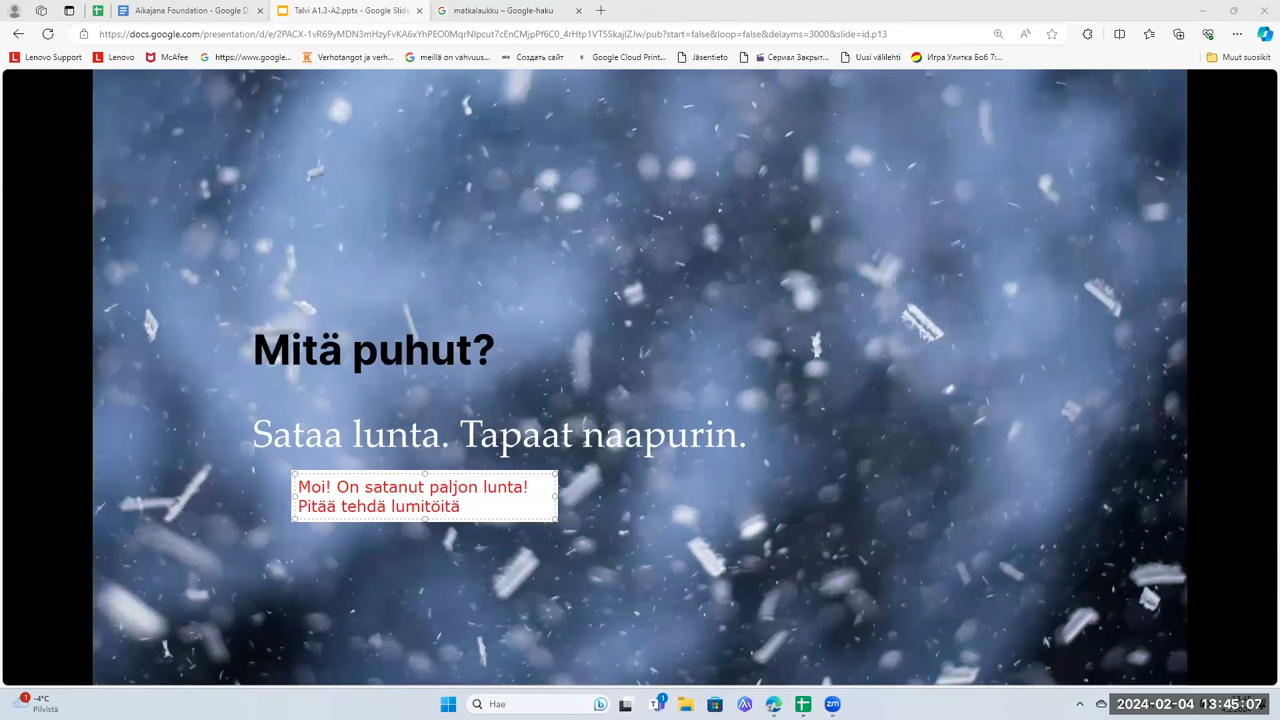 Aikajana Foundation - Google D
Talvi A1.3-A2.pptx - Google Slide
matkalaukku – Google-haku
https://docs.google.com/presentation/d/e/2PACX-1vR69yMDN3mHzyFvKA6xYhPEO0MqrNIpcut7cEnCMjpPf6C0_4rHtp1VT5SkajlZJw/pub?start=false&loop=false&delayms=3000&slide=id.p13
Lenovo Support
Lenovo
McAfee
https://www.google...
Verhotangot ja verh...
meillä on vahvuus...
Создать сайт
Google Cloud Print...
Jäsentieto
Сериал Закрыт...
Uusi välilehti
Игра Улитка Боб 7:...
Muut suosikit
Mitä puhut?
Sataa lunta. Tapaat naapurin.
Moi! On satanut paljon lunta!
Pitää tehdä lumitöitä
-4°C
Pilvistä
Hae
2024-02-04 13:45:07